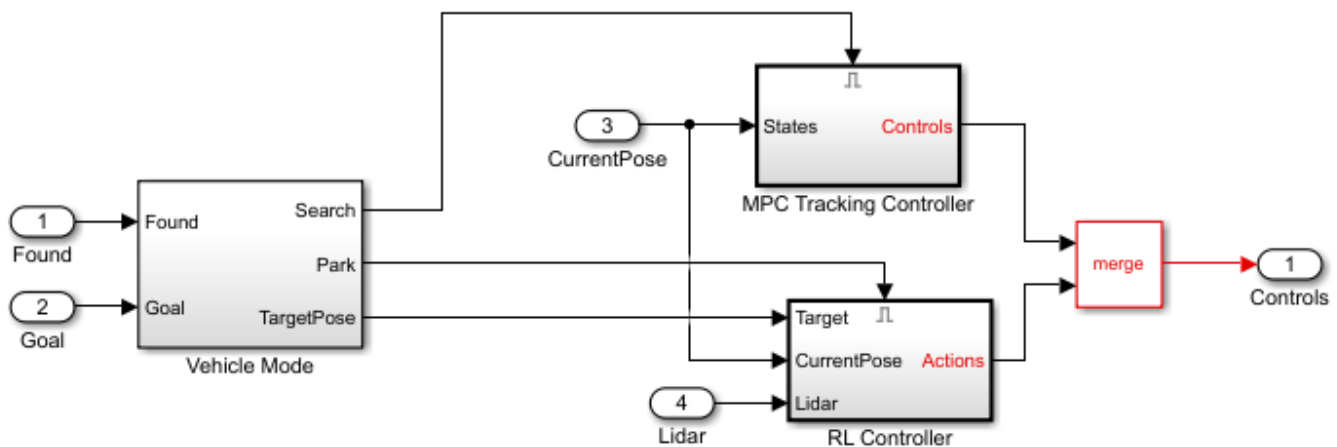 3
CurrentPose
States
Controls
MPC Tracking Controller
1
Found
2
Goal
Found
Goal
Search
Park
TargetPose
Vehicle Mode
Target
CurrentPose
Lidar
Actions
RL Controller
4
Lidar
merge
1
Controls